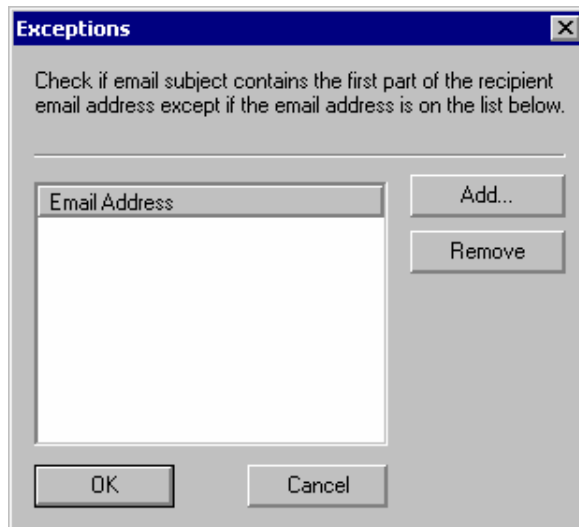 Exceptions
Check if email subject contains the first part of the recipient
email address except if the email address is on the list below.
Email Address
Add...
Remove
OK
Cancel